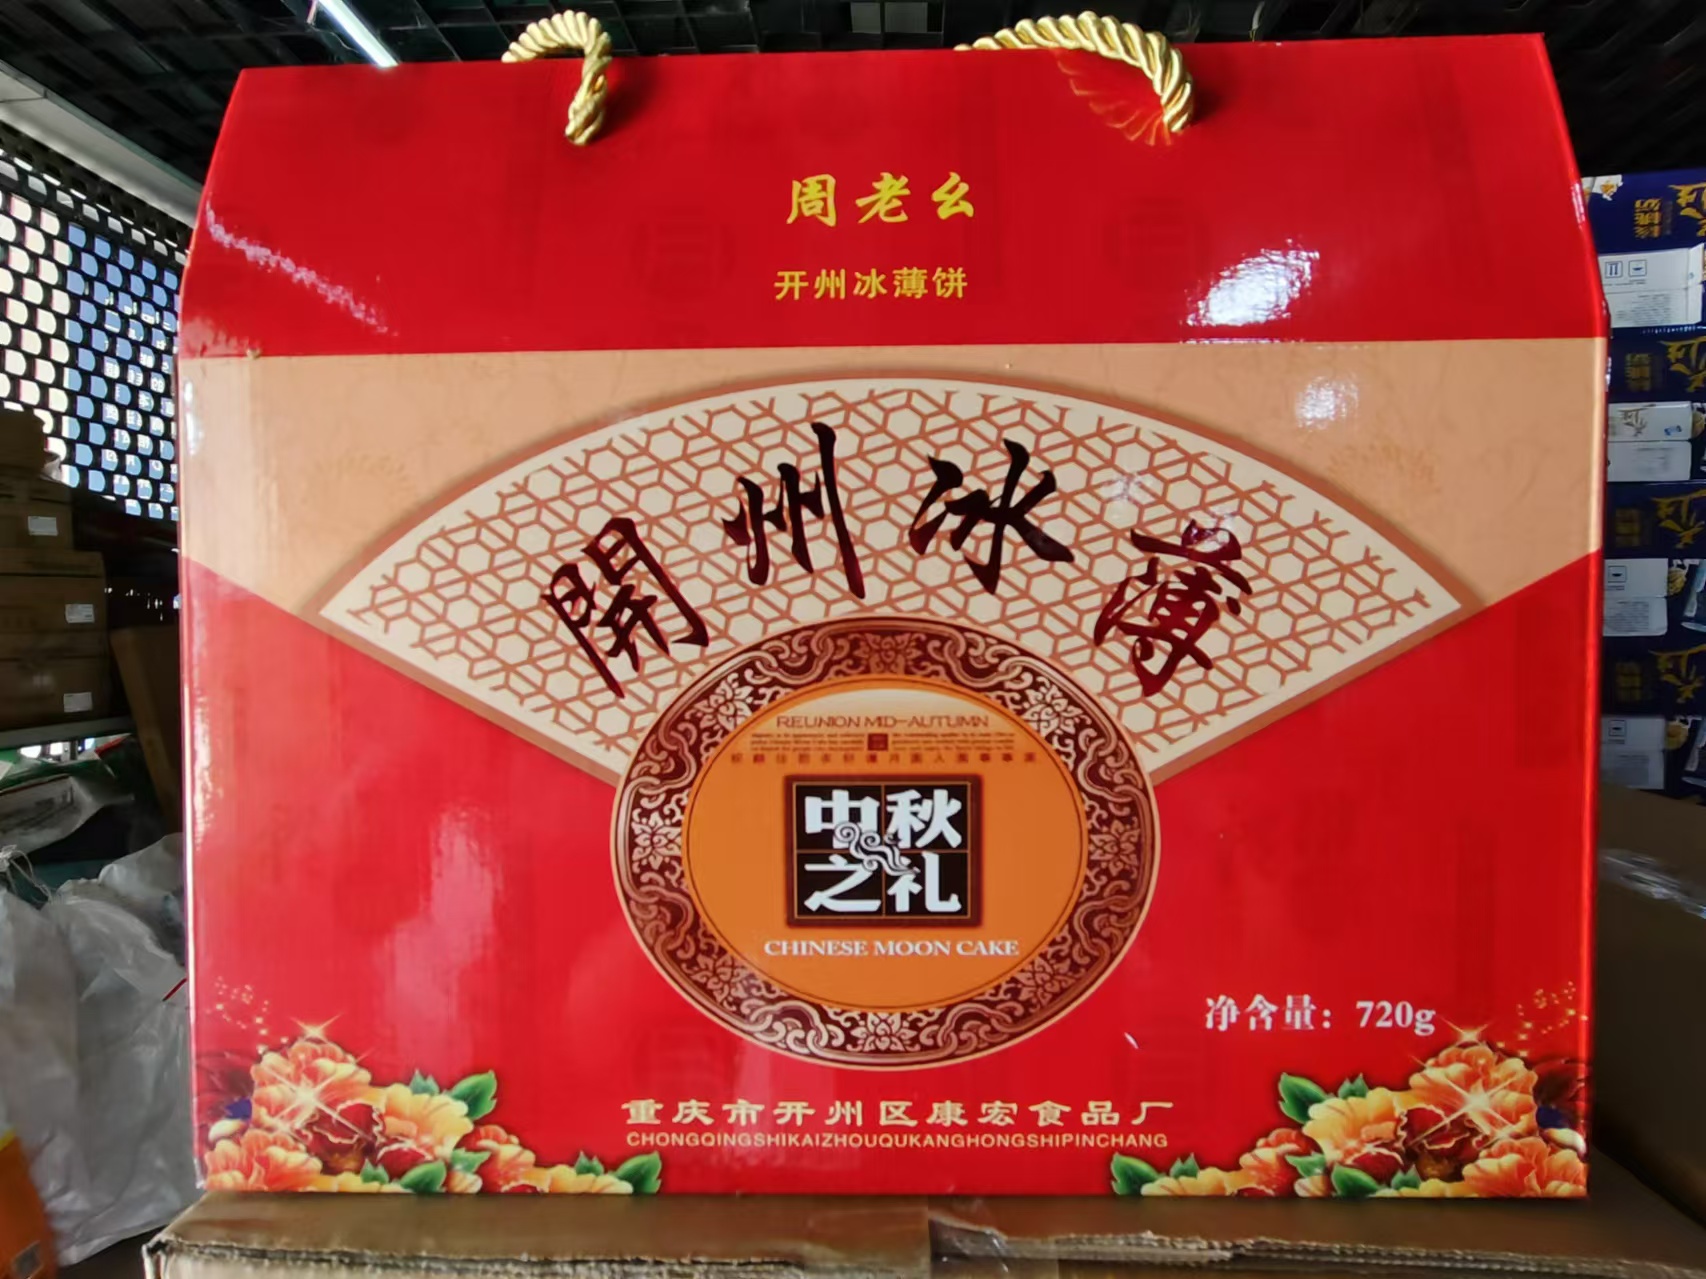 周老幺
开州冰薄饼
開州冰薄
REUNION MID-AUTUMN
中秋
之礼
CHINESE MOON CAKE
净含量：720g
重庆市开州区康宏食品厂
CHONGQINGSHIKAIZHOUQUKANGHONGSHIPINCHANG